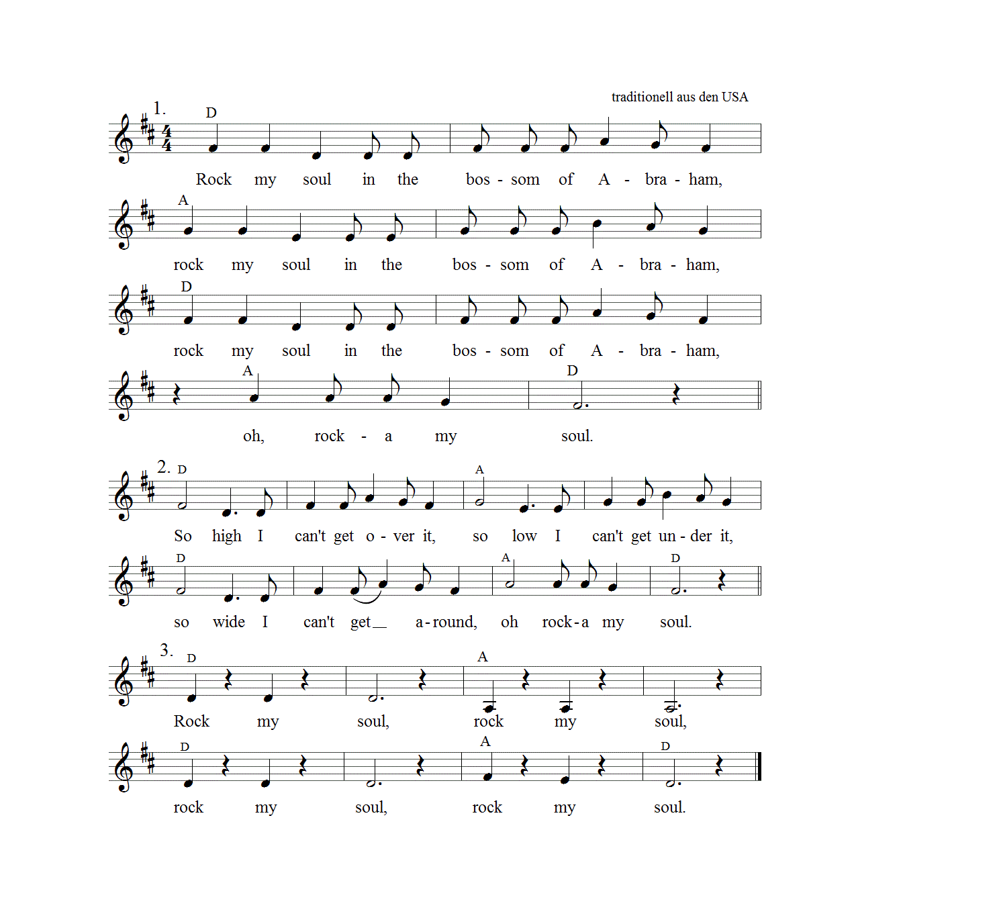 traditionell aus den USA
1. D
4/4
Rock my soul in the bos - som of A - bra - ham,
A
rock my soul in the bos - som of A - bra - ham,
D
rock my soul in the bos - som of A - bra - ham,
A D
oh, rock - a my soul.
2. D A
So high I can't get o - ver it, so low I can't get un - der it,
D A D
so wide I can't get__ a - round, oh rock - a my soul.
3. D A
Rock my soul, rock my soul,
D A D
rock my soul, rock my soul.